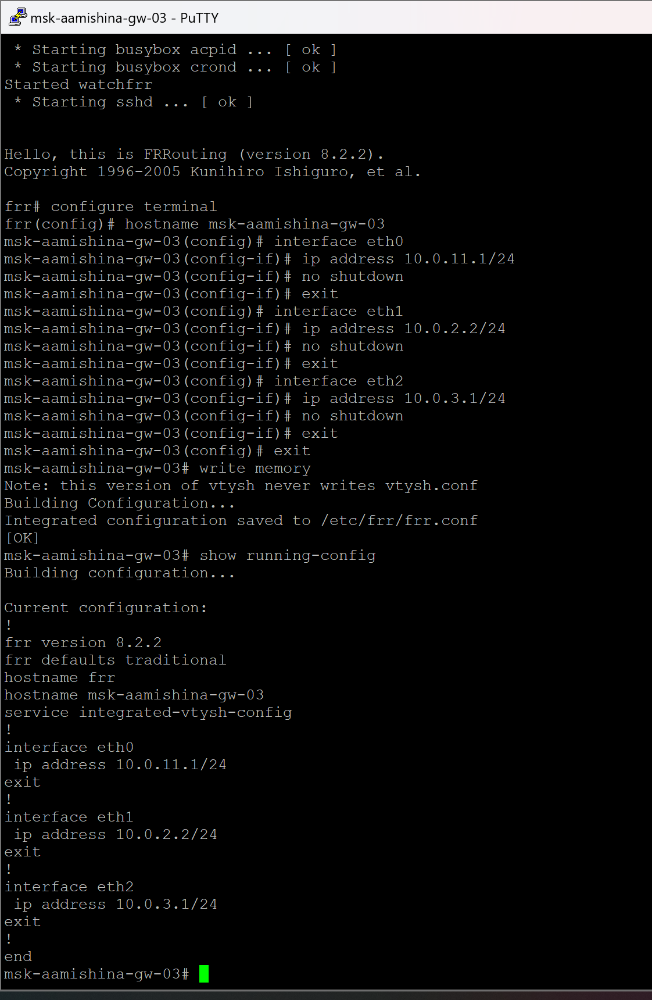 msk-aamishina-gw-03 - PuTTY
 * Starting busybox acpid ... [ ok ]
 * Starting busybox crond ... [ ok ]
Started watchfrr
 * Starting sshd ... [ ok ]
Hello, this is FRRouting (version 8.2.2).
Copyright 1996-2005 Kunihiro Ishiguro, et al.
frr# configure terminal
frr(config)# hostname msk-aamishina-gw-03
msk-aamishina-gw-03(config)# interface eth0
msk-aamishina-gw-03(config-if)# ip address 10.0.11.1/24
msk-aamishina-gw-03(config-if)# no shutdown
msk-aamishina-gw-03(config-if)# exit
msk-aamishina-gw-03(config)# interface eth1
msk-aamishina-gw-03(config-if)# ip address 10.0.2.2/24
msk-aamishina-gw-03(config-if)# no shutdown
msk-aamishina-gw-03(config-if)# exit
msk-aamishina-gw-03(config)# interface eth2
msk-aamishina-gw-03(config-if)# ip address 10.0.3.1/24
msk-aamishina-gw-03(config-if)# no shutdown
msk-aamishina-gw-03(config-if)# exit
msk-aamishina-gw-03(config)# exit
msk-aamishina-gw-03# write memory
Note: this version of vtysh never writes vtysh.conf
Building Configuration...
Integrated configuration saved to /etc/frr/frr.conf
[OK]
msk-aamishina-gw-03# show running-config
Building configuration...
Current configuration:
!
frr version 8.2.2
frr defaults traditional
hostname frr
hostname msk-aamishina-gw-03
service integrated-vtysh-config
!
interface eth0
 ip address 10.0.11.1/24
exit
!
interface eth1
 ip address 10.0.2.2/24
exit
!
interface eth2
 ip address 10.0.3.1/24
exit
!
end
msk-aamishina-gw-03#